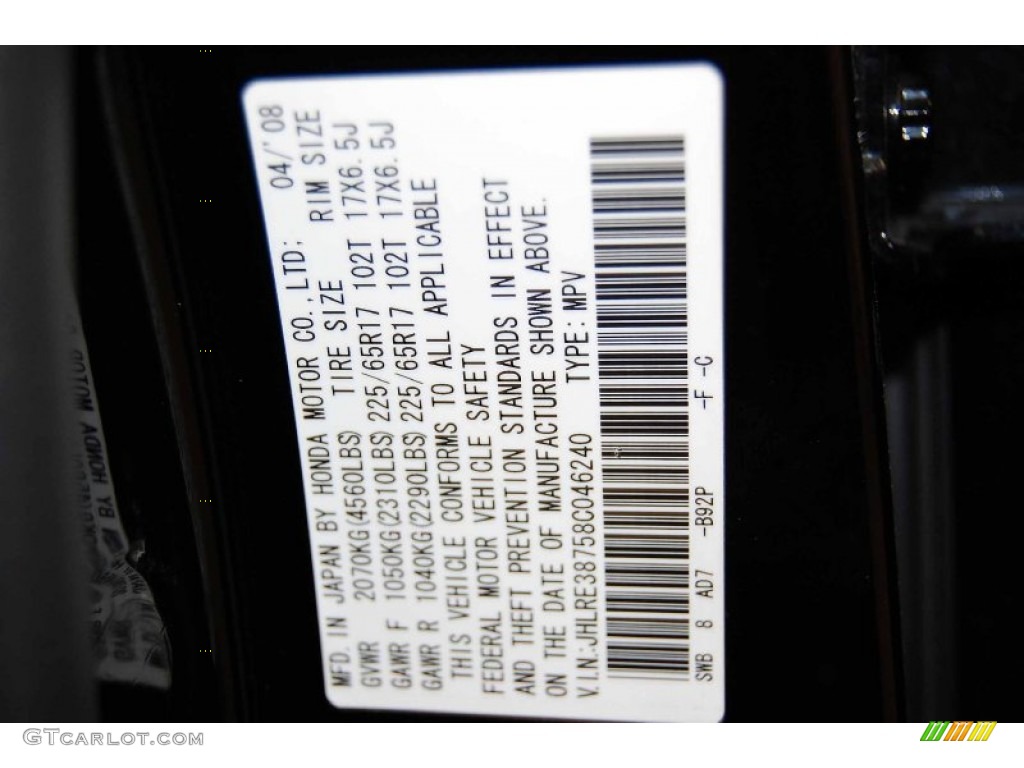 MFD. IN JAPAN BY HONDA MOTOR CO., LTD; 04/'08
GVWR 2070KG(4560LBS) TIRE SIZE RIM SIZE
GAWR F 1050KG(2310LBS) 225/65R17 102T 17X6.5J
GAWR R 1040KG(2290LBS) 225/65R17 102T 17X6.5J
THIS VEHICLE CONFORMS TO ALL APPLICABLE
FEDERAL MOTOR VEHICLE SAFETY
AND THEFT PREVENTION STANDARDS IN EFFECT
ON THE DATE OF MANUFACTURE SHOWN ABOVE.
V.I.N.:JHLRE38758C046240 TYPE: MPV
SWB 8 AD7 -B92P -F -C
BY HONDA MOTOR
GTCarLot.com